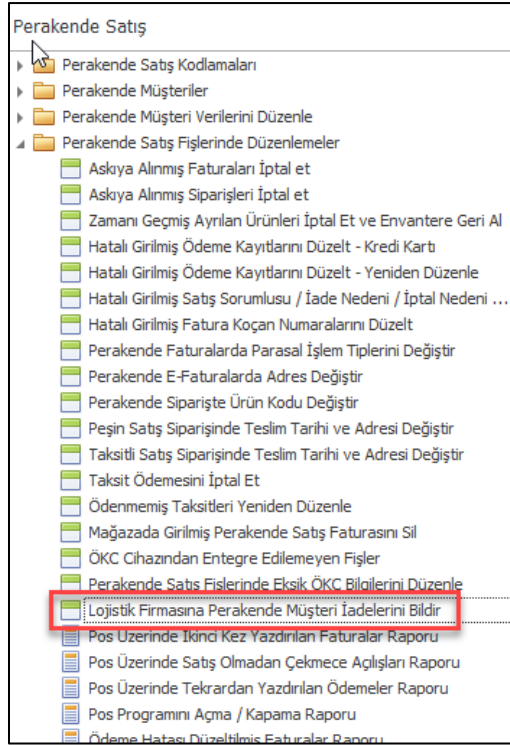 Perakende Satış
Perakende Satış Kodlamaları
Perakende Müşteriler
Perakende Müşteri Verilerini Düzenle
Perakende Satış Fişlerinde Düzenlemeler
Askıya Alınmış Faturaları İptal et
Askıya Alınmış Siparişleri İptal et
Zamanı Geçmiş Ayrılan Ürünleri İptal Et ve Envantere Geri Al
Hatalı Girilmiş Ödeme Kayıtlarını Düzelt - Kredi Kartı
Hatalı Girilmiş Ödeme Kayıtlarını Düzelt - Yeniden Düzenle
Hatalı Girilmiş Satış Sorumlusu / İade Nedeni / İptal Nedeni ...
Hatalı Girilmiş Fatura Koçan Numaralarını Düzelt
Perakende Faturalarda Parasal İşlem Tiplerini Değiştir
Perakende E-Faturalarda Adres Değiştir
Perakende Siparişte Ürün Kodu Değiştir
Peşin Satış Siparişinde Teslim Tarihi ve Adresi Değiştir
Taksitli Satış Siparişinde Teslim Tarihi ve Adresi Değiştir
Taksit Ödemesini İptal Et
Ödenmemiş Taksitleri Yeniden Düzenle
Mağazada Girilmiş Perakende Satış Faturasını Sil
ÖKC Cihazından Entegre Edilemeyen Fişler
Perakende Satış Fişlerinde Eksik ÖKC Bilgilerini Düzenle
Lojistik Firmasına Perakende Müşteri İadelerini Bildir
Pos Üzerinde İkinci Kez Yazdırılan Faturalar Raporu
Pos Üzerinde Satış Olmadan Çekmece Açılışları Raporu
Pos Üzerinde Tekrardan Yazdırılan Ödemeler Raporu
Pos Programını Açma / Kapama Raporu
Ödeme Hatası Düzeltilmiş Faturalar Raporu